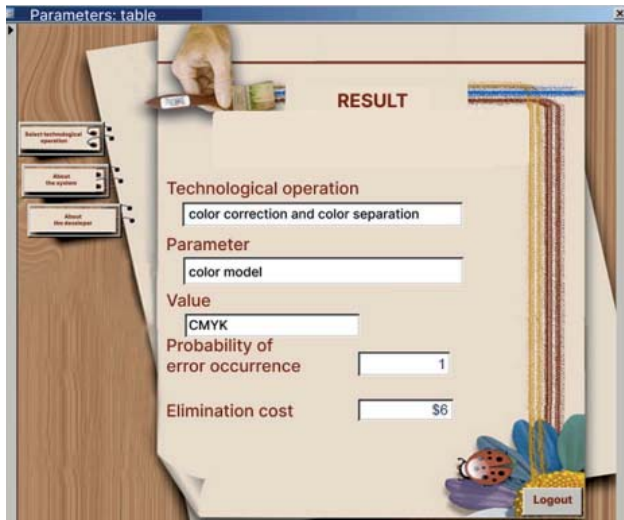 Parameters: table
RESULT
Select technological
operation
About
the system
About
the developer
Technological operation
color correction and color separation
Parameter
color model
Value
CMYK
Probability of
error occurrence
1
Elimination cost
$6
Logout